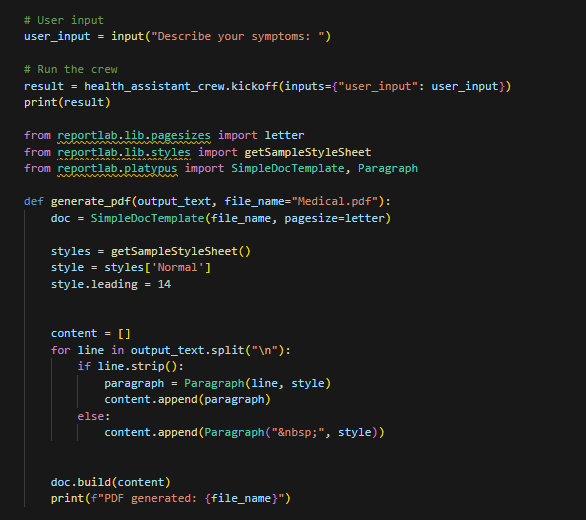 # User input
user_input = input("Describe your symptoms: ")
# Run the crew
result = health_assistant_crew.kickoff(inputs={"user_input": user_input})
print(result)
from reportlab.lib.pagesizes import letter
from reportlab.lib.styles import getSampleStyleSheet
from reportlab.platypus import SimpleDocTemplate, Paragraph
def generate_pdf(output_text, file_name="Medical.pdf"):
    doc = SimpleDocTemplate(file_name, pagesize=letter)
    styles = getSampleStyleSheet()
    style = styles['Normal']
    style.leading = 14
    content = []
    for line in output_text.split("\n"):
        if line.strip():
            paragraph = Paragraph(line, style)
            content.append(paragraph)
        else:
            content.append(Paragraph("&nbsp;", style))
    doc.build(content)
    print(f"PDF generated: {file_name}")